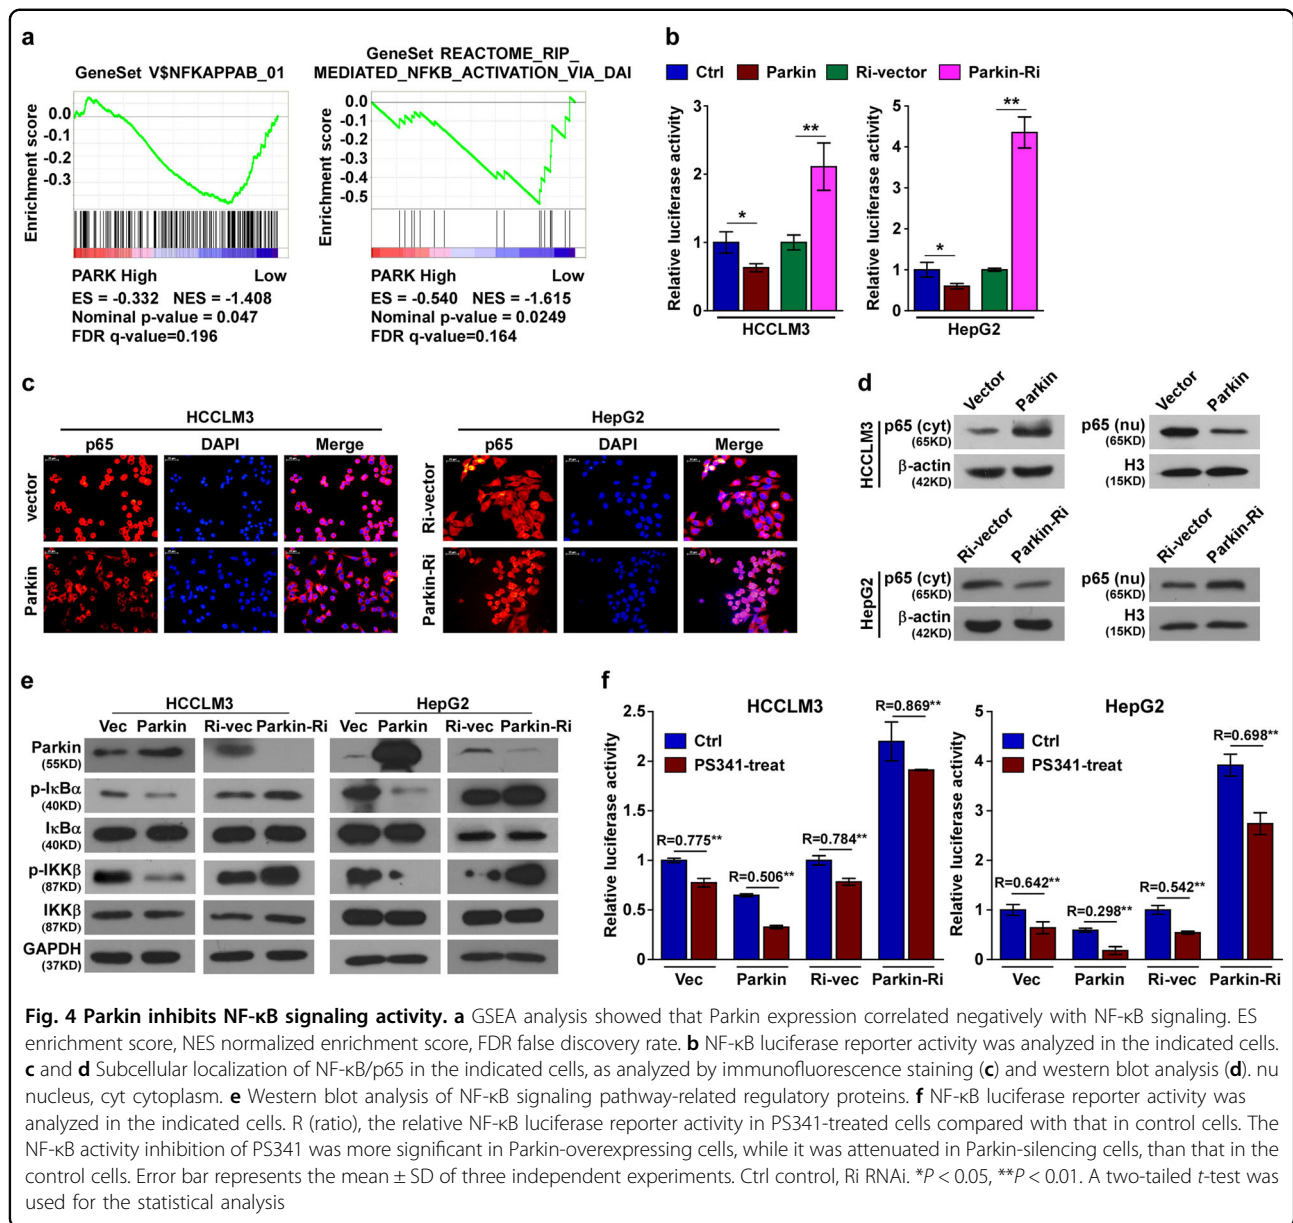 a
GeneSet V$NFKAPPAB_01
GeneSet REACTOME_RIP_
MEDIATED_NFKB_ACTIVATION_VIA_DAI
Enrichment score
0.0
-0.1
-0.2
-0.3
PARK High Low
ES = -0.332 NES = -1.408
Nominal p-value = 0.047
FDR q-value=0.196
Enrichment score
0.0
-0.1
-0.2
-0.3
-0.4
-0.5
PARK High Low
ES = -0.540 NES = -1.615
Nominal p-value = 0.0249
FDR q-value=0.164
b
Ctrl Parkin Ri-vector Parkin-Ri
Relative luciferase activity
3
2
1
0
*
**
HCCLM3
Relative luciferase activity
5
4
3
2
1
0
*
**
HepG2
c
HCCLM3
p65 DAPI Merge
vector
Parkin
HepG2
p65 DAPI Merge
Ri-vector
Parkin-Ri
d
HCCLM3
Vector Parkin
p65 (cyt)
(65KD)
β-actin
(42KD)
Vector Parkin
p65 (nu)
(65KD)
H3
(15KD)
HepG2
Ri-vector Parkin-Ri
p65 (cyt)
(65KD)
β-actin
(42KD)
Ri-vector Parkin-Ri
p65 (nu)
(65KD)
H3
(15KD)
e
HCCLM3 HepG2
Vec Parkin Ri-vec Parkin-Ri Vec Parkin Ri-vec Parkin-Ri
Parkin
(55KD)
p-IκBα
(40KD)
IκBα
(40KD)
p-IKKβ
(87KD)
IKKβ
(87KD)
GAPDH
(37KD)
f
HCCLM3
Relative luciferase activity
2.5
2
1.5
1
0.5
0
Ctrl
PS341-treat
R=0.775**
R=0.506**
R=0.784**
R=0.869**
Vec Parkin Ri-vec Parkin-Ri
HepG2
Relative luciferase activity
5
4
3
2
1
0
Ctrl
PS341-treat
R=0.642**
R=0.298**
R=0.542**
R=0.698**
Vec Parkin Ri-vec Parkin-Ri
Fig. 4 Parkin inhibits NF-κB signaling activity. a GSEA analysis showed that Parkin expression correlated negatively with NF-κB signaling. ES
enrichment score, NES normalized enrichment score, FDR false discovery rate. b NF-κB luciferase reporter activity was analyzed in the indicated cells.
c and d Subcellular localization of NF-κB/p65 in the indicated cells, as analyzed by immunofluorescence staining (c) and western blot analysis (d). nu
nucleus, cyt cytoplasm. e Western blot analysis of NF-κB signaling pathway-related regulatory proteins. f NF-κB luciferase reporter activity was
analyzed in the indicated cells. R (ratio), the relative NF-κB luciferase reporter activity in PS341-treated cells compared with that in control cells. The
NF-κB activity inhibition of PS341 was more significant in Parkin-overexpressing cells, while it was attenuated in Parkin-silencing cells, than that in the
control cells. Error bar represents the mean ± SD of three independent experiments. Ctrl control, Ri RNAi. *P < 0.05, **P < 0.01. A two-tailed t-test was
used for the statistical analysis